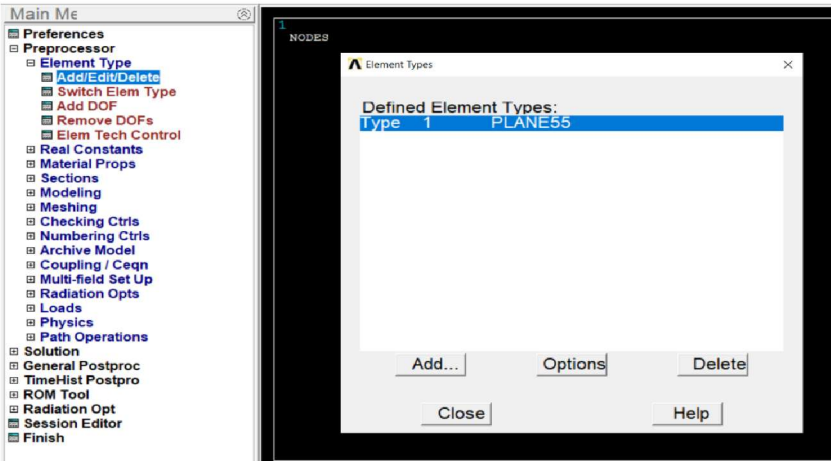 Main Me
Preferences
Preprocessor
Element Type
Add/Edit/Delete
Switch Elem Type
Add DOF
Remove DOFs
Elem Tech Control
Real Constants
Material Props
Sections
Modeling
Meshing
Checking Ctrls
Numbering Ctrls
Archive Model
Coupling / Ceqn
Multi-field Set Up
Radiation Opts
Loads
Physics
Path Operations
Solution
General Postproc
TimeHist Postpro
ROM Tool
Radiation Opt
Session Editor
Finish
1
NODES
Element Types
Defined Element Types:
Type 1 PLANE55
Add... Options Delete
Close Help